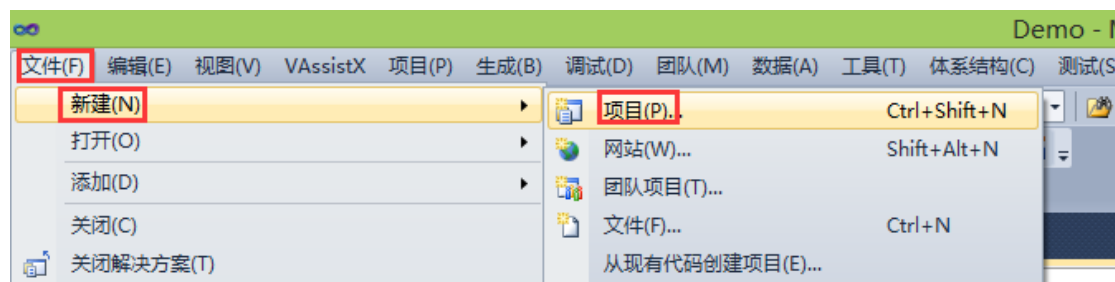 Demo -
文件(F) 编辑(E) 视图(V) VAssistX 项目(P) 生成(B) 调试(D) 团队(M) 数据(A) 工具(T) 体系结构(C) 测试(S
新建(N)
项目(P)... Ctrl+Shift+N
打开(O)
网站(W)... Shift+Alt+N
添加(D)
团队项目(T)...
关闭(C)
文件(F)... Ctrl+N
关闭解决方案(T)
从现有代码创建项目(E)...